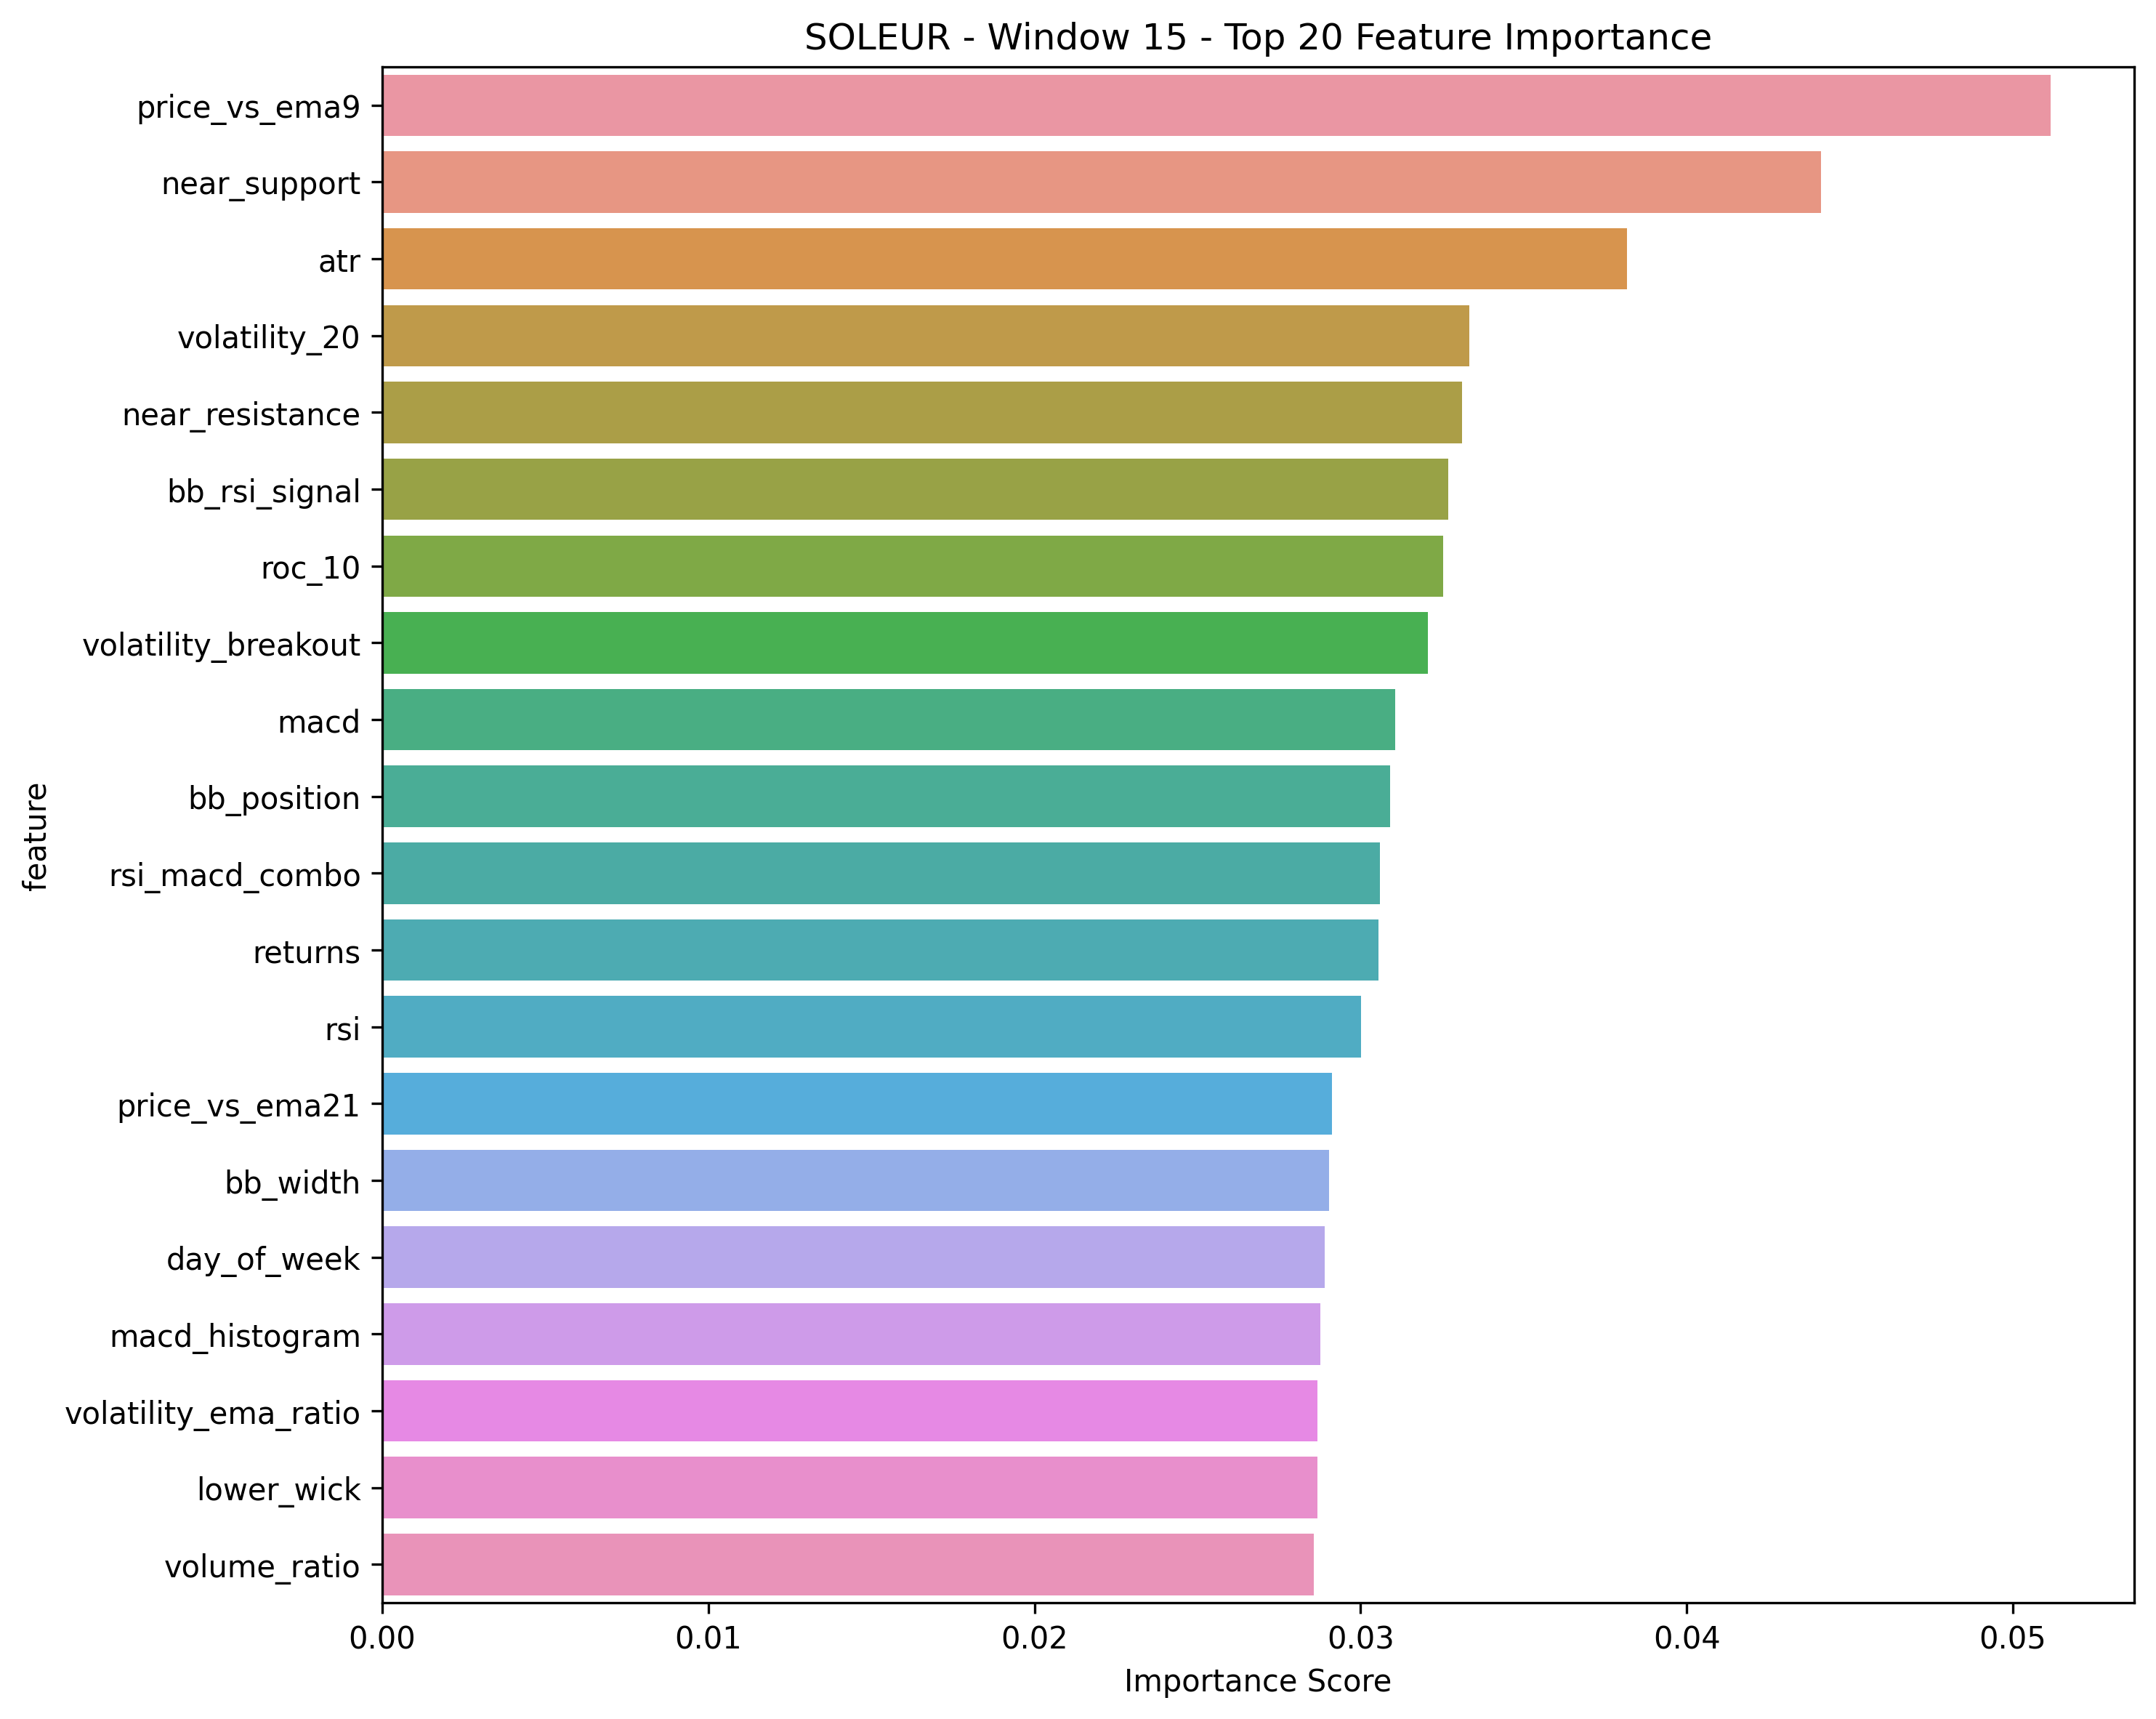 SOLEUR - Window 15 - Top 20 Feature Importance
price_vs_ema9
near_support
atr
volatility_20
near_resistance
bb_rsi_signal
roc_10
volatility_breakout
macd
bb_position
rsi_macd_combo
returns
rsi
price_vs_ema21
bb_width
day_of_week
macd_histogram
volatility_ema_ratio
lower_wick
volume_ratio
feature
0.00 0.01 0.02 0.03 0.04 0.05
Importance Score